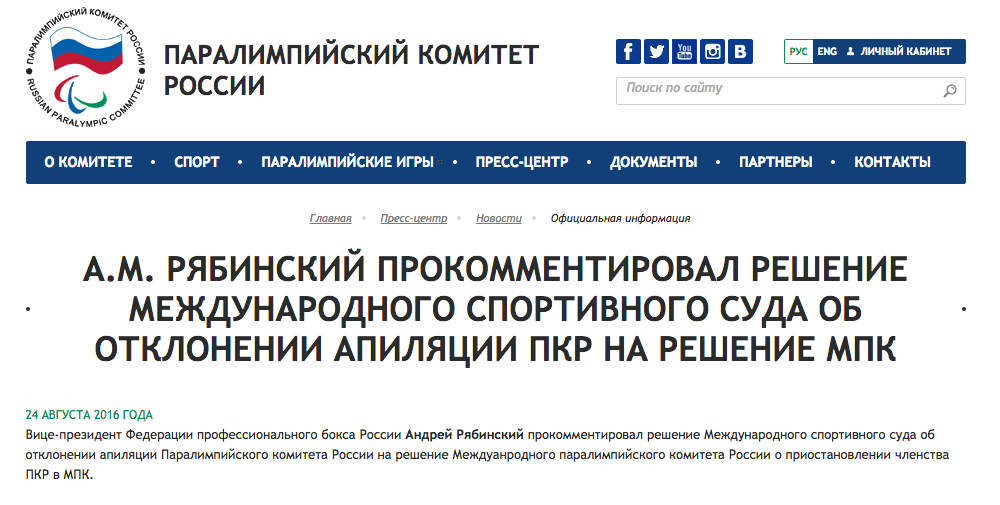 ПАРАЛИМПИЙСКИЙ КОМИТЕТ РОССИИ
RUSSIAN PARALYMPIC COMMITTEE
ПАРАЛИМПИЙСКИЙ КОМИТЕТ
РОССИИ
You Tube
РУС ENG ЛИЧНЫЙ КАБИНЕТ
Поиск по сайту
О КОМИТЕТЕ • СПОРТ • ПАРАЛИМПИЙСКИЕ ИГРЫ • ПРЕСС-ЦЕНТР • ДОКУМЕНТЫ • ПАРТНЕРЫ • КОНТАКТЫ
Главная • Пресс-центр • Новости • Официальная информация
А.М. РЯБИНСКИЙ ПРОКОММЕНТИРОВАЛ РЕШЕНИЕ
МЕЖДУНАРОДНОГО СПОРТИВНОГО СУДА ОБ
ОТКЛОНЕНИИ АПИЛЯЦИИ ПКР НА РЕШЕНИЕ МПК
24 АВГУСТА 2016 ГОДА
Вице-президент Федерации профессионального бокса России Андрей Рябинский прокомментировал решение Международного спортивного суда об
отклонении апиляции Паралимпийского комитета России на решение Междуанродного паралимпийского комитета России о приостановлении членства
ПКР в МПК.